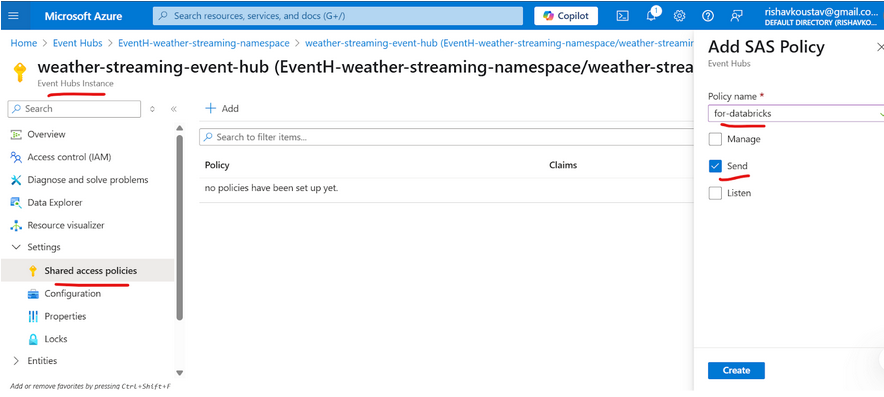 Microsoft Azure
Search resources, services, and docs (G+/)
Copilot
1
rishavkoustav@gmail.co...
DEFAULT DIRECTORY (RISHAVKO...
Home > Event Hubs > EventH-weather-streaming-namespace > weather-streaming-event-hub (EventH-weather-streaming-namespace/weather-streami
weather-streaming-event-hub (EventH-weather-streaming-namespace/weather-strea
Event Hubs Instance
Search
Overview
Access control (IAM)
Diagnose and solve problems
Data Explorer
Resource visualizer
Settings
Shared access policies
Configuration
Properties
Locks
Entities
Add or remove favorites by pressing Ctrl+Shift+F
+ Add
Search to filter items...
Policy Claims
no policies have been set up yet.
Add SAS Policy
Event Hubs
Policy name *
for-databricks
Manage
Send
Listen
Create